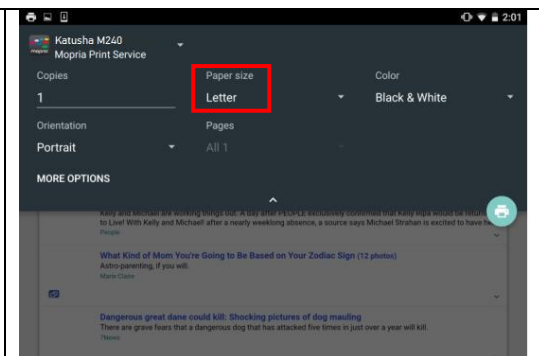 2:01
Katusha M240
mopria
Mopria Print Service
Copies
Paper size
Color
1
Letter
Black & White
Orientation
Pages
Portrait
All 1
MORE OPTIONS
Kelly and Michael are working things out. A day after PEOPLE exclusively confirmed that Kelly Ripa would be return
to Live! With Kelly and Michael! after a nearly weeklong absence, a source says Michael Strahan is excited to have he
People
What Kind of Mom You're Going to Be Based on Your Zodiac Sign (12 photos)
Astro-parenting, if you will.
Marie Claire
Dangerous great dane could kill: Shocking pictures of dog mauling
There are grave fears that a dangerous dog that has attacked five times in just over a year will kill.
7News